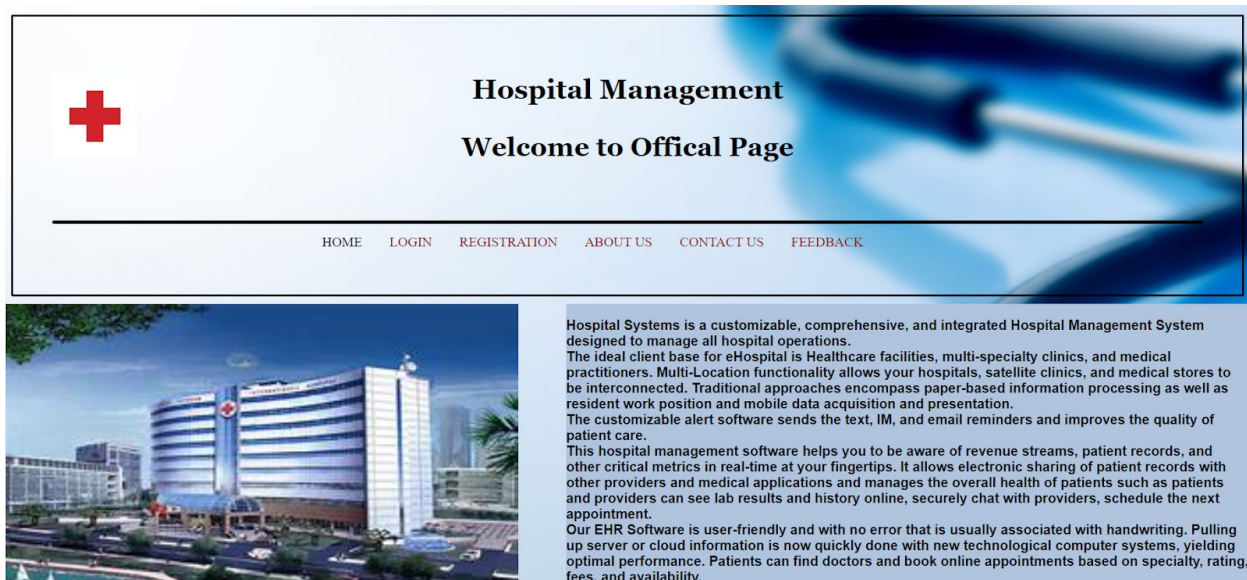 Hospital Management
Welcome to Offical Page
HOME LOGIN REGISTRATION ABOUT US CONTACT US FEEDBACK
Hospital Systems is a customizable, comprehensive, and integrated Hospital Management System
designed to manage all hospital operations.
The ideal client base for eHospital is Healthcare facilities, multi-specialty clinics, and medical
practitioners. Multi-Location functionality allows your hospitals, satellite clinics, and medical stores to
be interconnected. Traditional approaches encompass paper-based information processing as well as
resident work position and mobile data acquisition and presentation.
The customizable alert software sends the text, IM, and email reminders and improves the quality of
patient care.
This hospital management software helps you to be aware of revenue streams, patient records, and
other critical metrics in real-time at your fingertips. It allows electronic sharing of patient records with
other providers and medical applications and manages the overall health of patients such as patients
and providers can see lab results and history online, securely chat with providers, schedule the next
appointment.
Our EHR Software is user-friendly and with no error that is usually associated with handwriting. Pulling
up server or cloud information is now quickly done with new technological computer systems, yielding
optimal performance. Patients can find doctors and book online appointments based on specialty, rating,
fees, and availability.